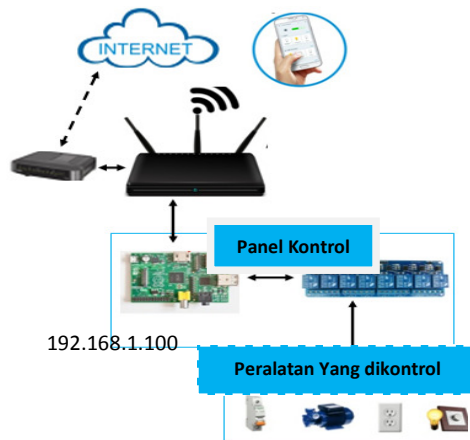 INTERNET
Panel Kontrol
192.168.1.100
Peralatan Yang dikontrol